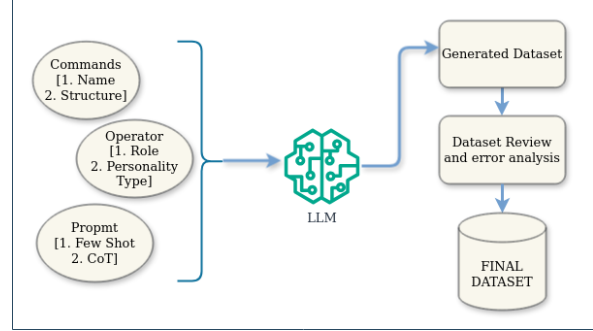 Commands
[1. Name
2. Structure]
Operator
[1. Role
2. Personality
Type]
Propmt
[1. Few Shot
2. CoT]
LLM
Generated Dataset
Dataset Review
and error analysis
FINAL
DATASET